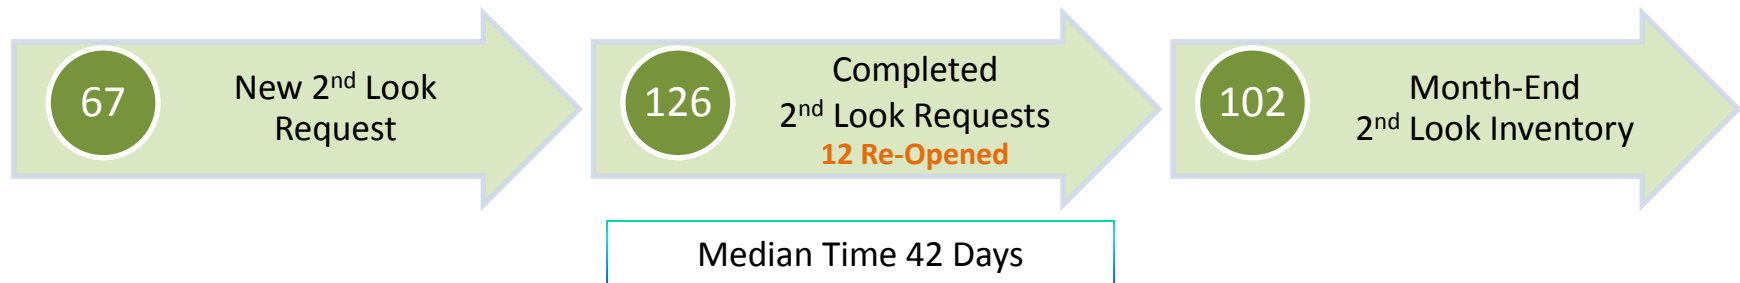 67
New 2nd Look
Request
126
Completed
2nd Look Requests
12 Re-Opened
102
Month-End
2nd Look Inventory
Median Time 42 Days